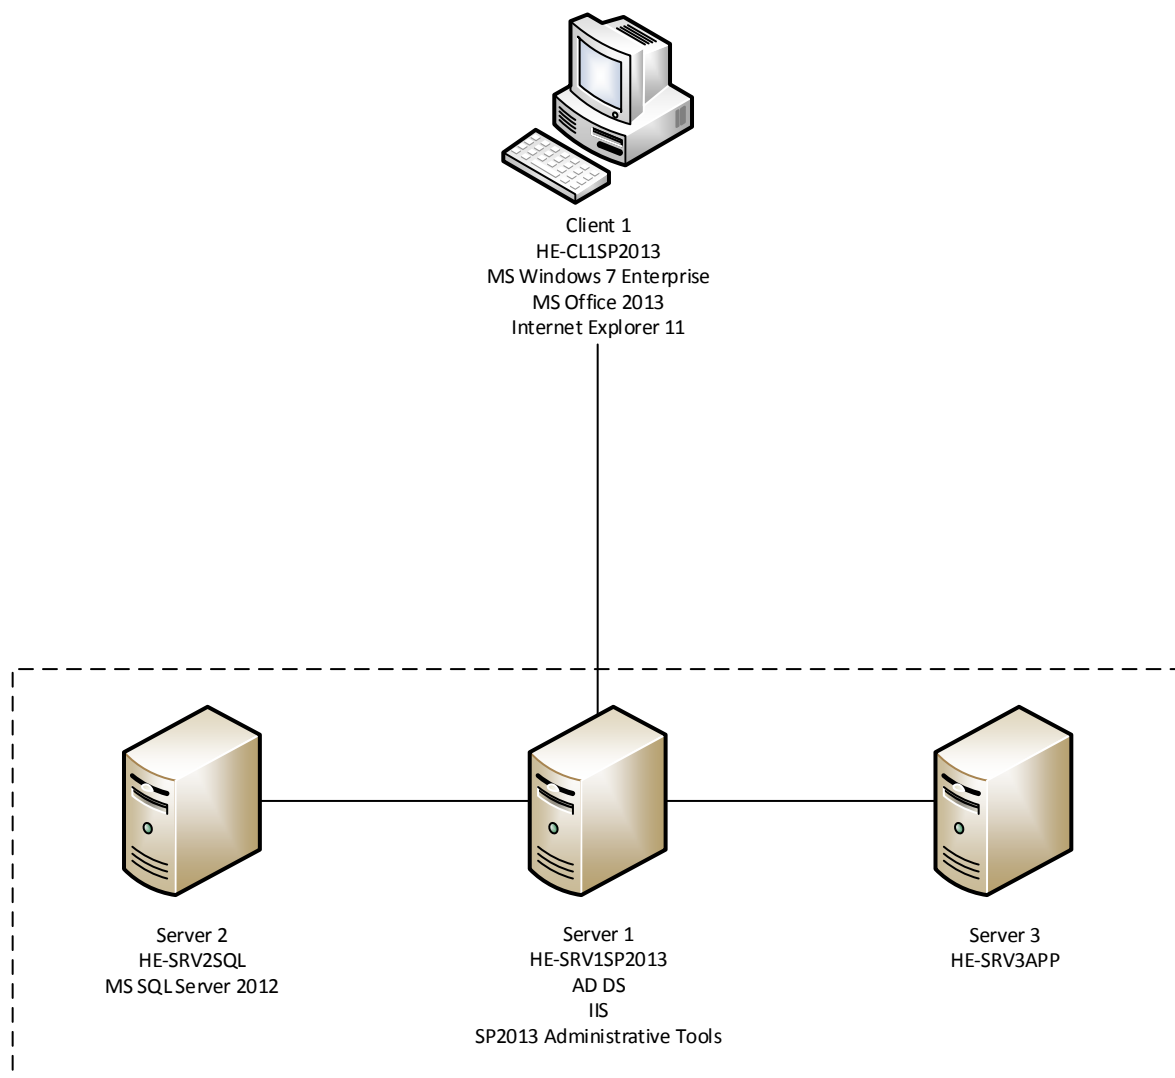 Client 1
HE-CL1SP2013
MS Windows 7 Enterprise
MS Office 2013
Internet Explorer 11
Server 2
HE-SRV2SQL
MS SQL Server 2012
Server 1
HE-SRV1SP2013
AD DS
IIS
SP2013 Administrative Tools
Server 3
HE-SRV3APP